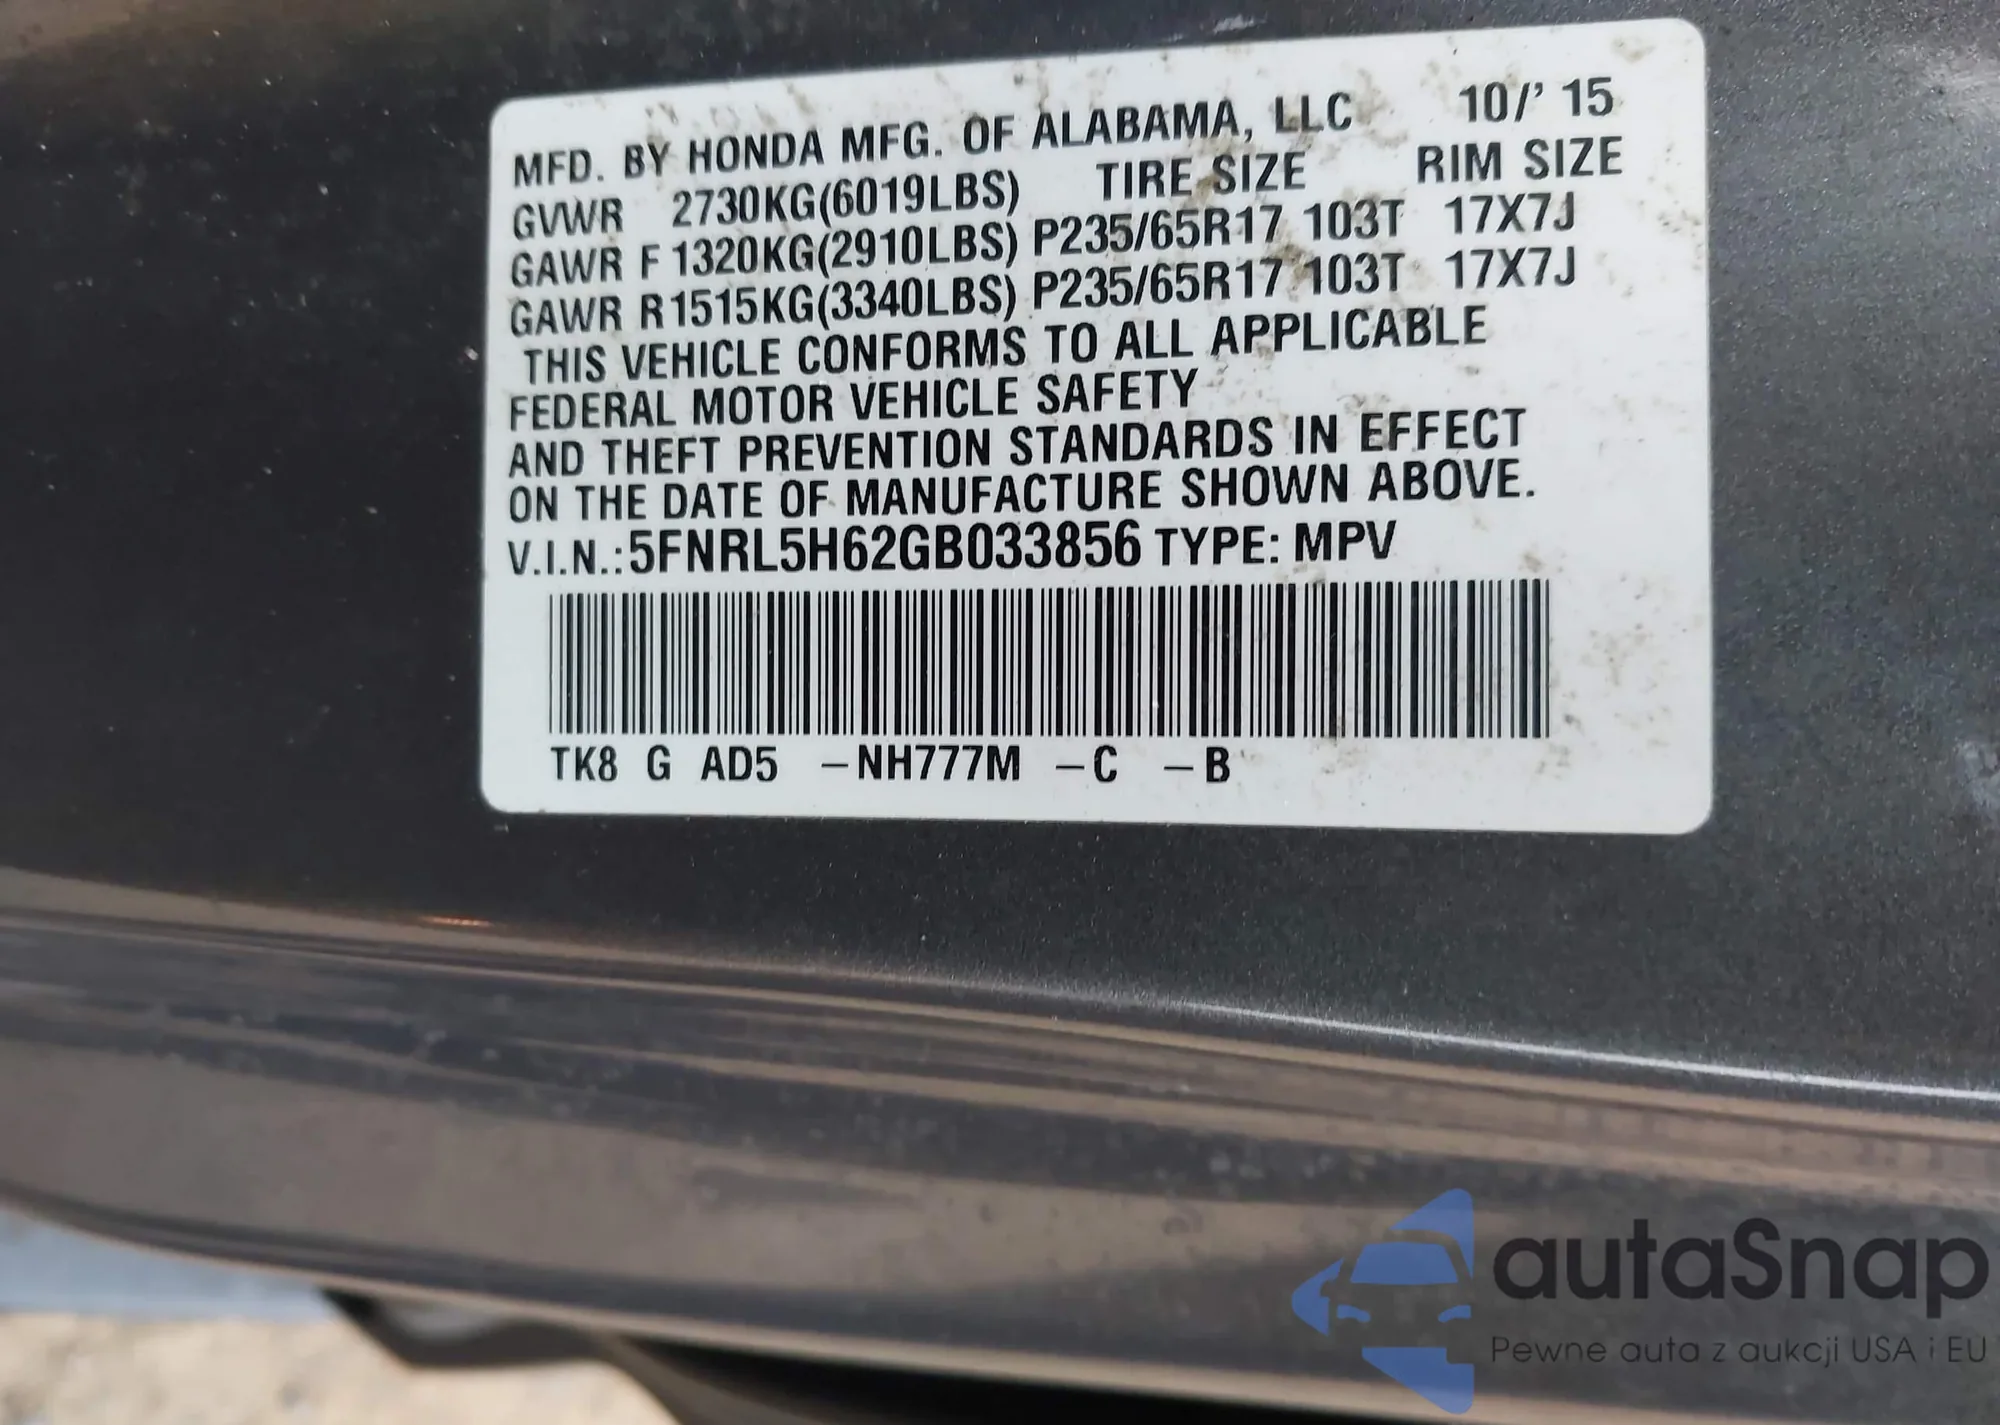 MFD. BY HONDA MFG. OF ALABAMA, LLC 10/' 15
GVWR 2730KG(6019LBS) TIRE SIZE RIM SIZE
GAWR F 1320KG(2910LBS) P235/65R17 103T 17X7J
GAWR R 1515KG(3340LBS) P235/65R17 103T 17X7J
THIS VEHICLE CONFORMS TO ALL APPLICABLE
FEDERAL MOTOR VEHICLE SAFETY
AND THEFT PREVENTION STANDARDS IN EFFECT
ON THE DATE OF MANUFACTURE SHOWN ABOVE.
V.I.N.:5FNRL5H62GB033856 TYPE: MPV
TK8 G AD5 -NH777M -C -B
autaSnap
Pewne auta z aukcji USA i EU